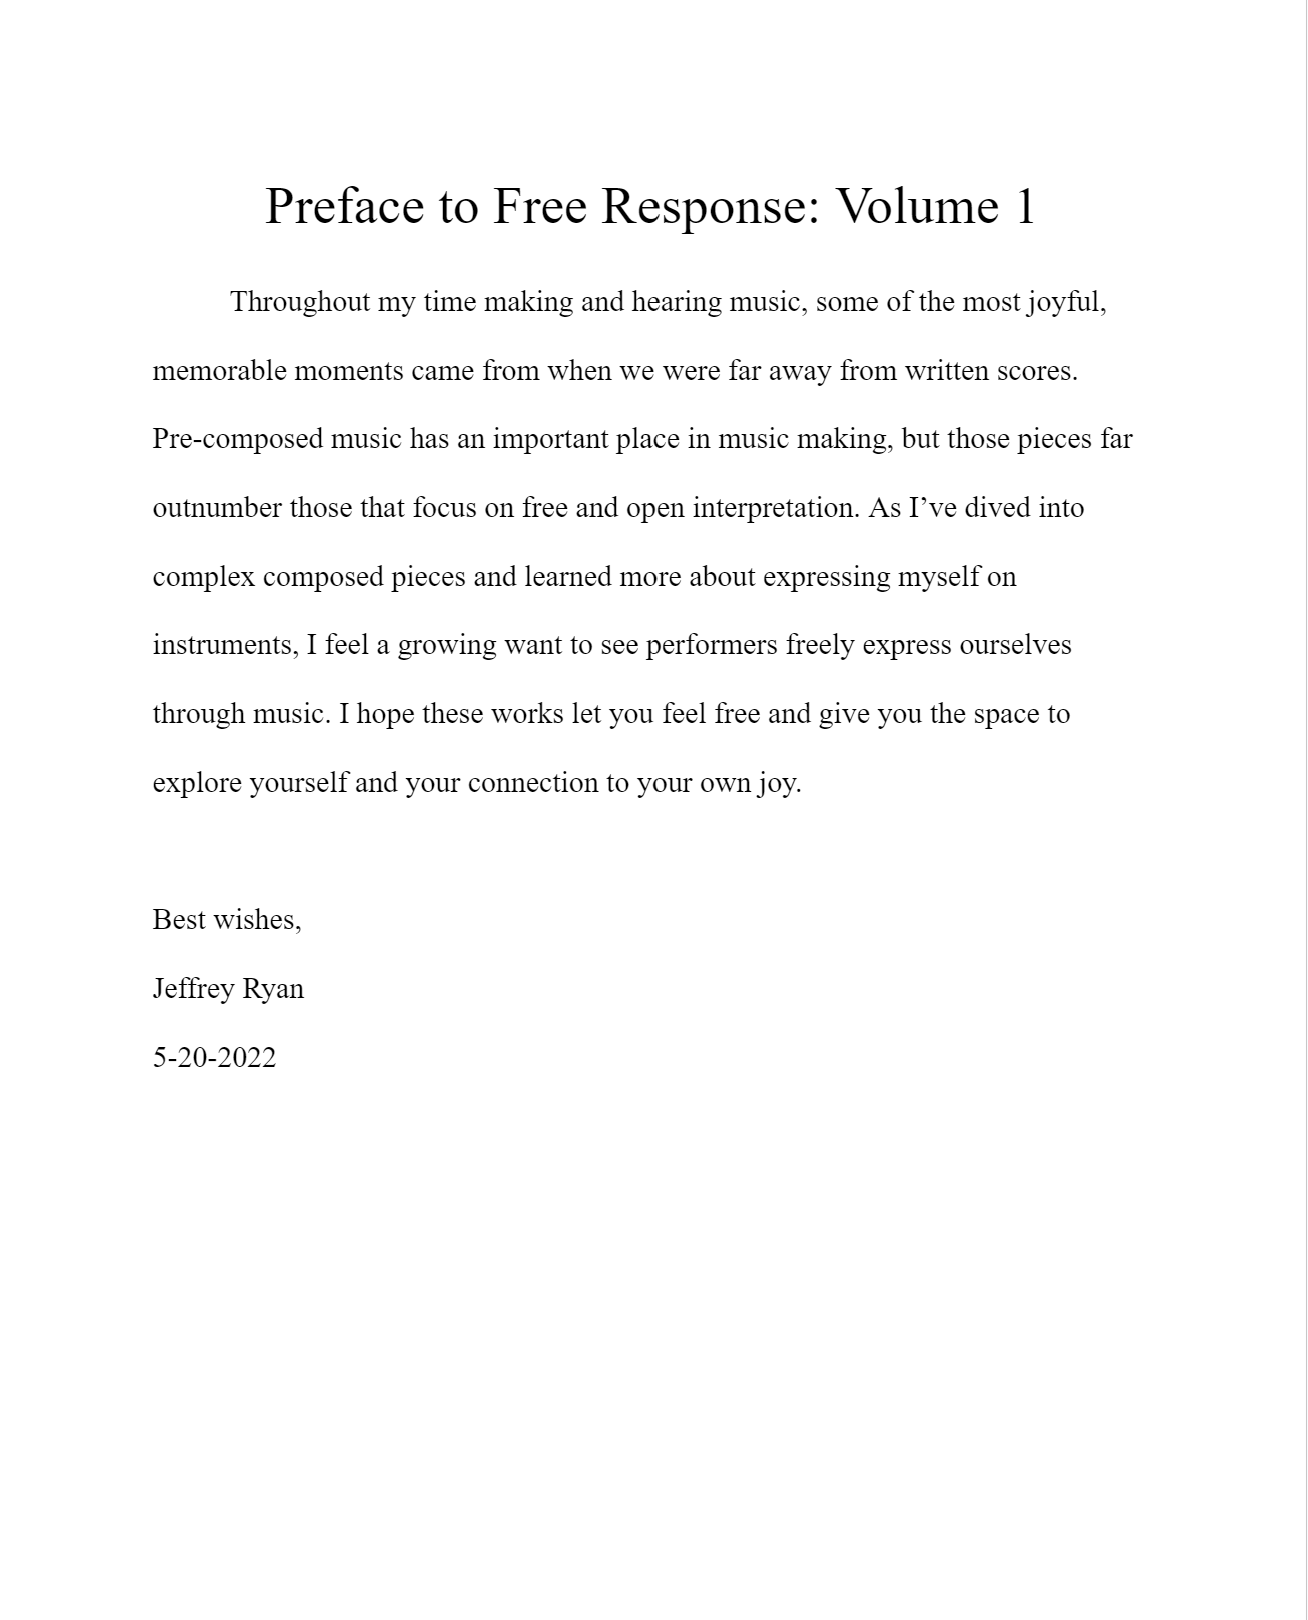 Preface to Free Response: Volume 1
Throughout my time making and hearing music, some of the most joyful,
memorable moments came from when we were far away from written scores.
Pre-composed music has an important place in music making, but those pieces far
outnumber those that focus on free and open interpretation. As I’ve dived into
complex composed pieces and learned more about expressing myself on
instruments, I feel a growing want to see performers freely express ourselves
through music. I hope these works let you feel free and give you the space to
explore yourself and your connection to your own joy.
Best wishes,
Jeffrey Ryan
5-20-2022